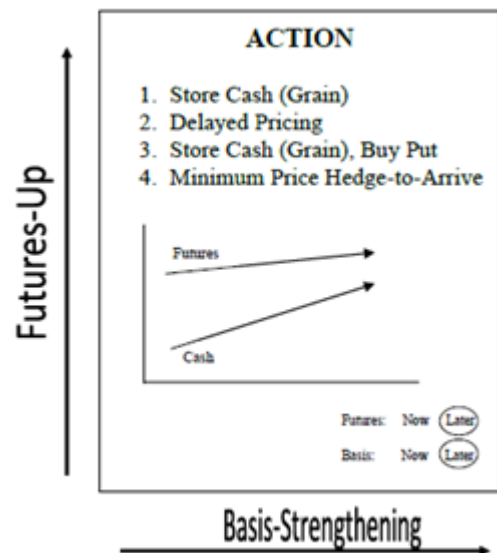 ACTION
1. Store Cash (Grain)
2. Delayed Pricing
3. Store Cash (Grain), Buy Put
4. Minimum Price Hedge-to-Arrive
Futures-Up
Futures
Cash
Futures: Now Later
Basis: Now Later
Basis-Strengthening